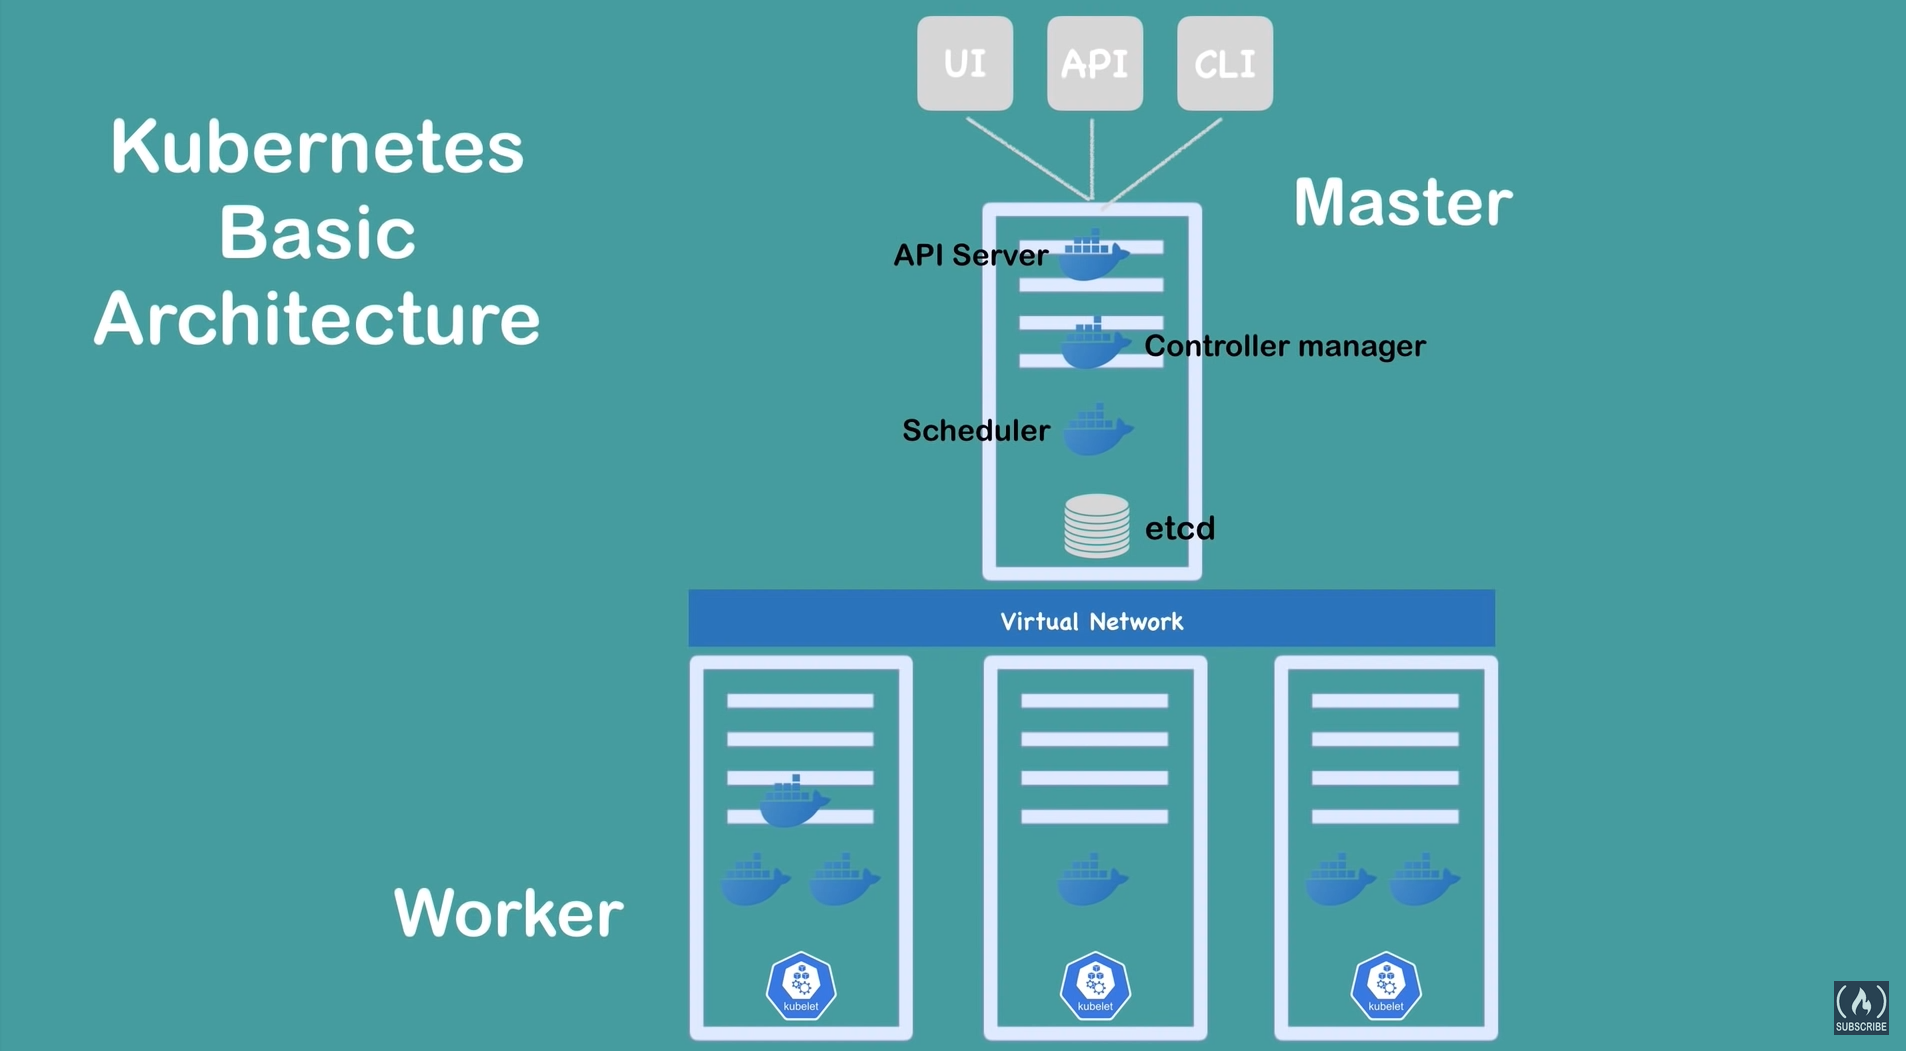 UI
API
CLI
Kubernetes
Basic
Architecture
Master
API Server
Controller manager
Scheduler
etcd
Virtual Network
Worker
kubelet
kubelet
kubelet
SUBSCRIBE